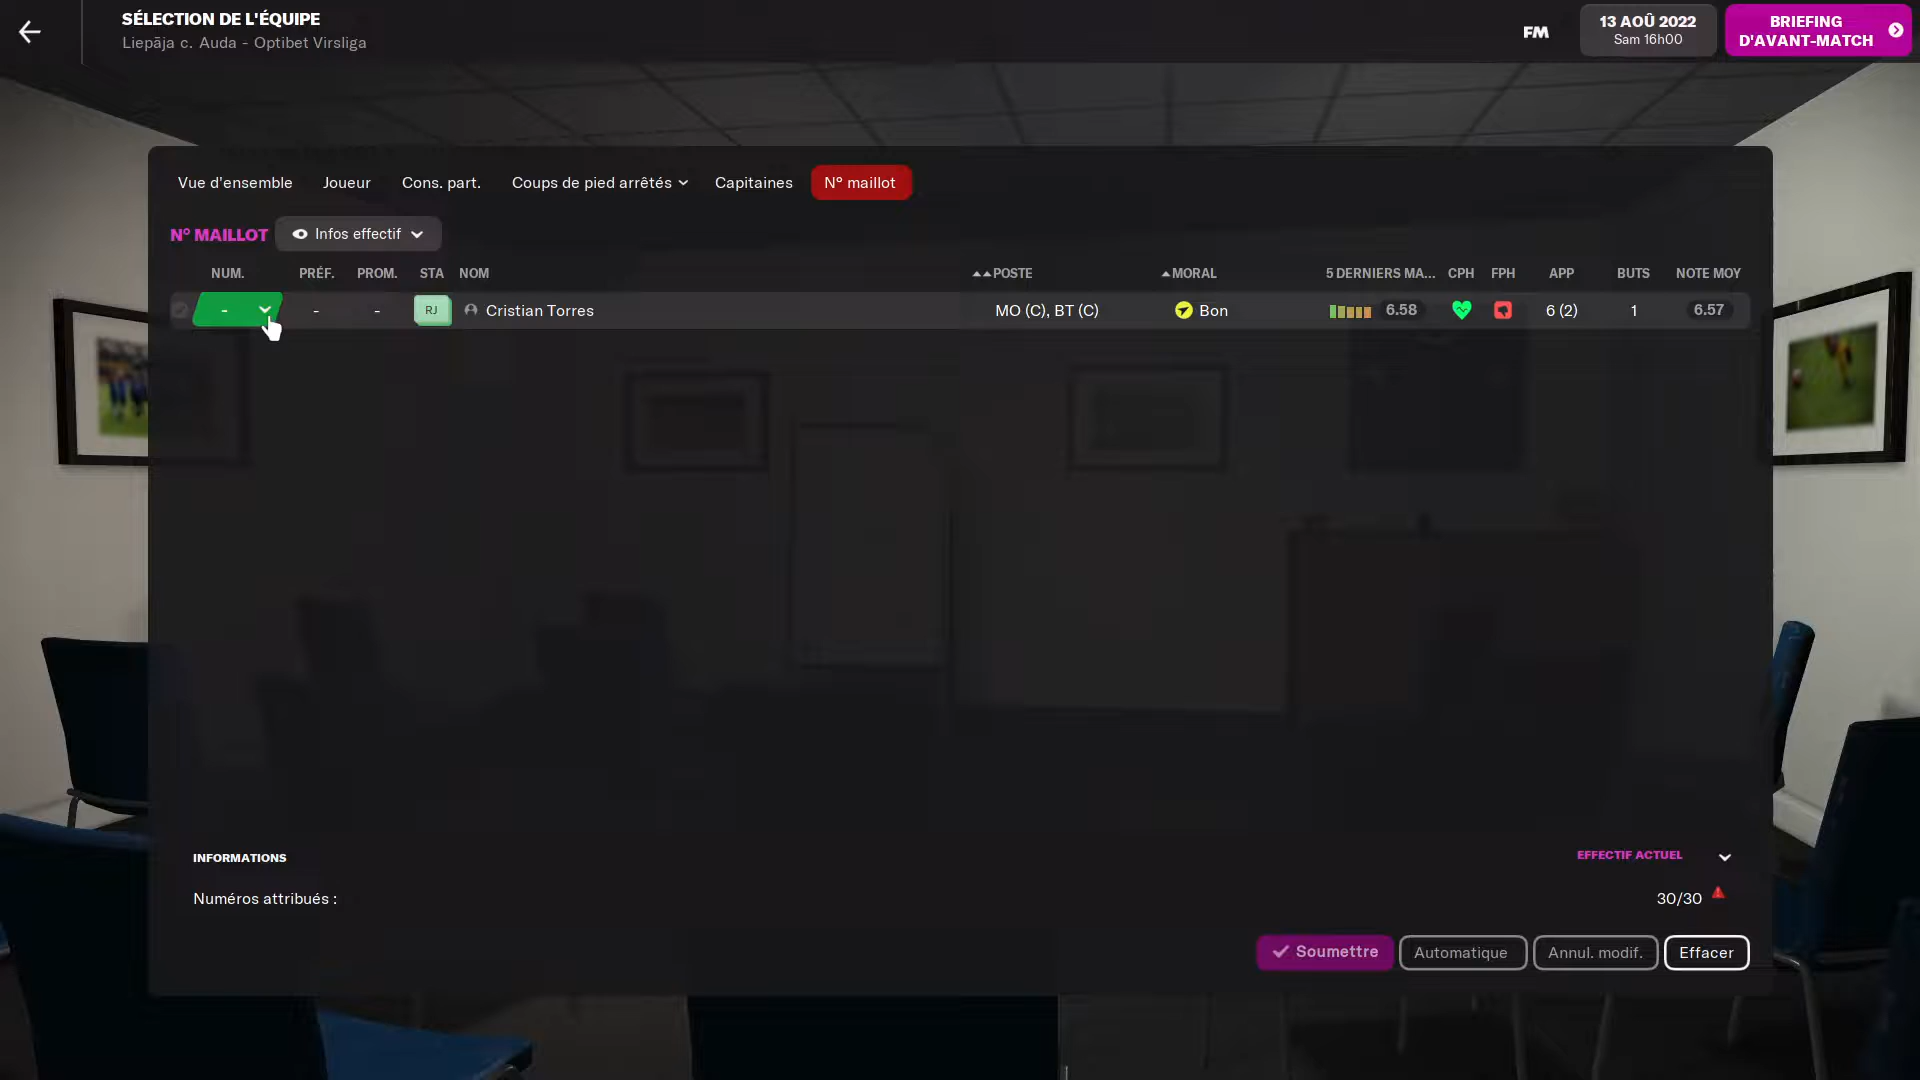 SÉLECTION DE L'ÉQUIPE
Liepāja c. Auda - Optibet Virsliga
FM
13 AOÛ 2022
Sam 16h00
BRIEFING
D'AVANT-MATCH
Vue d'ensemble Joueur Cons. part. Coups de pied arrêtés Capitaines N° maillot
N° MAILLOT Infos effectif
NUM. PRÉF. PROM. STA NOM POSTE MORAL 5 DERNIERS MA... CPH FPH APP BUTS NOTE MOY
- - - RJ Cristian Torres MO (C), BT (C) Bon 6.58 6 (2) 1 6.57
INFORMATIONS EFFECTIF ACTUEL
Numéros attribués : 30/30
Soumettre Automatique Annul. modif. Effacer